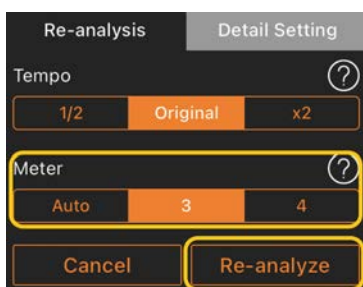 Re-analysis Detail Setting
Tempo ?
1/2 Original x2
Meter ?
Auto 3 4
Cancel Re-analyze